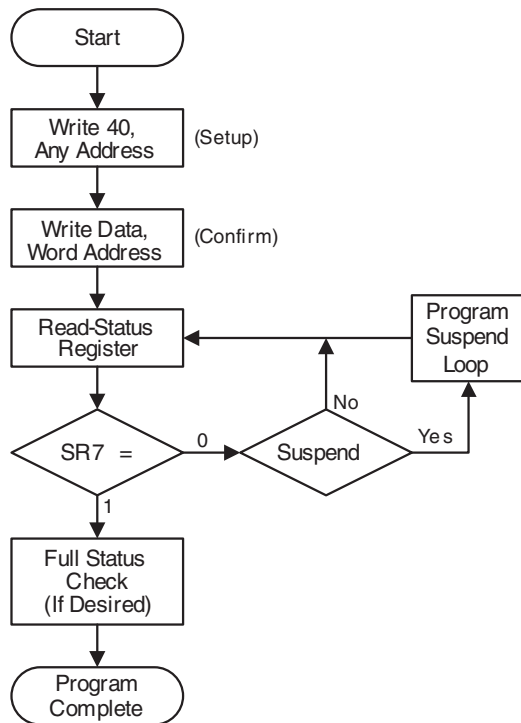 Start
Write 40,
Any Address
(Setup)
Write Data,
Word Address
(Confirm)
Read-Status
Register
Program
Suspend
Loop
No
SR7 =
0
Suspend
Yes
1
Full Status
Check
(If Desired)
Program
Complete